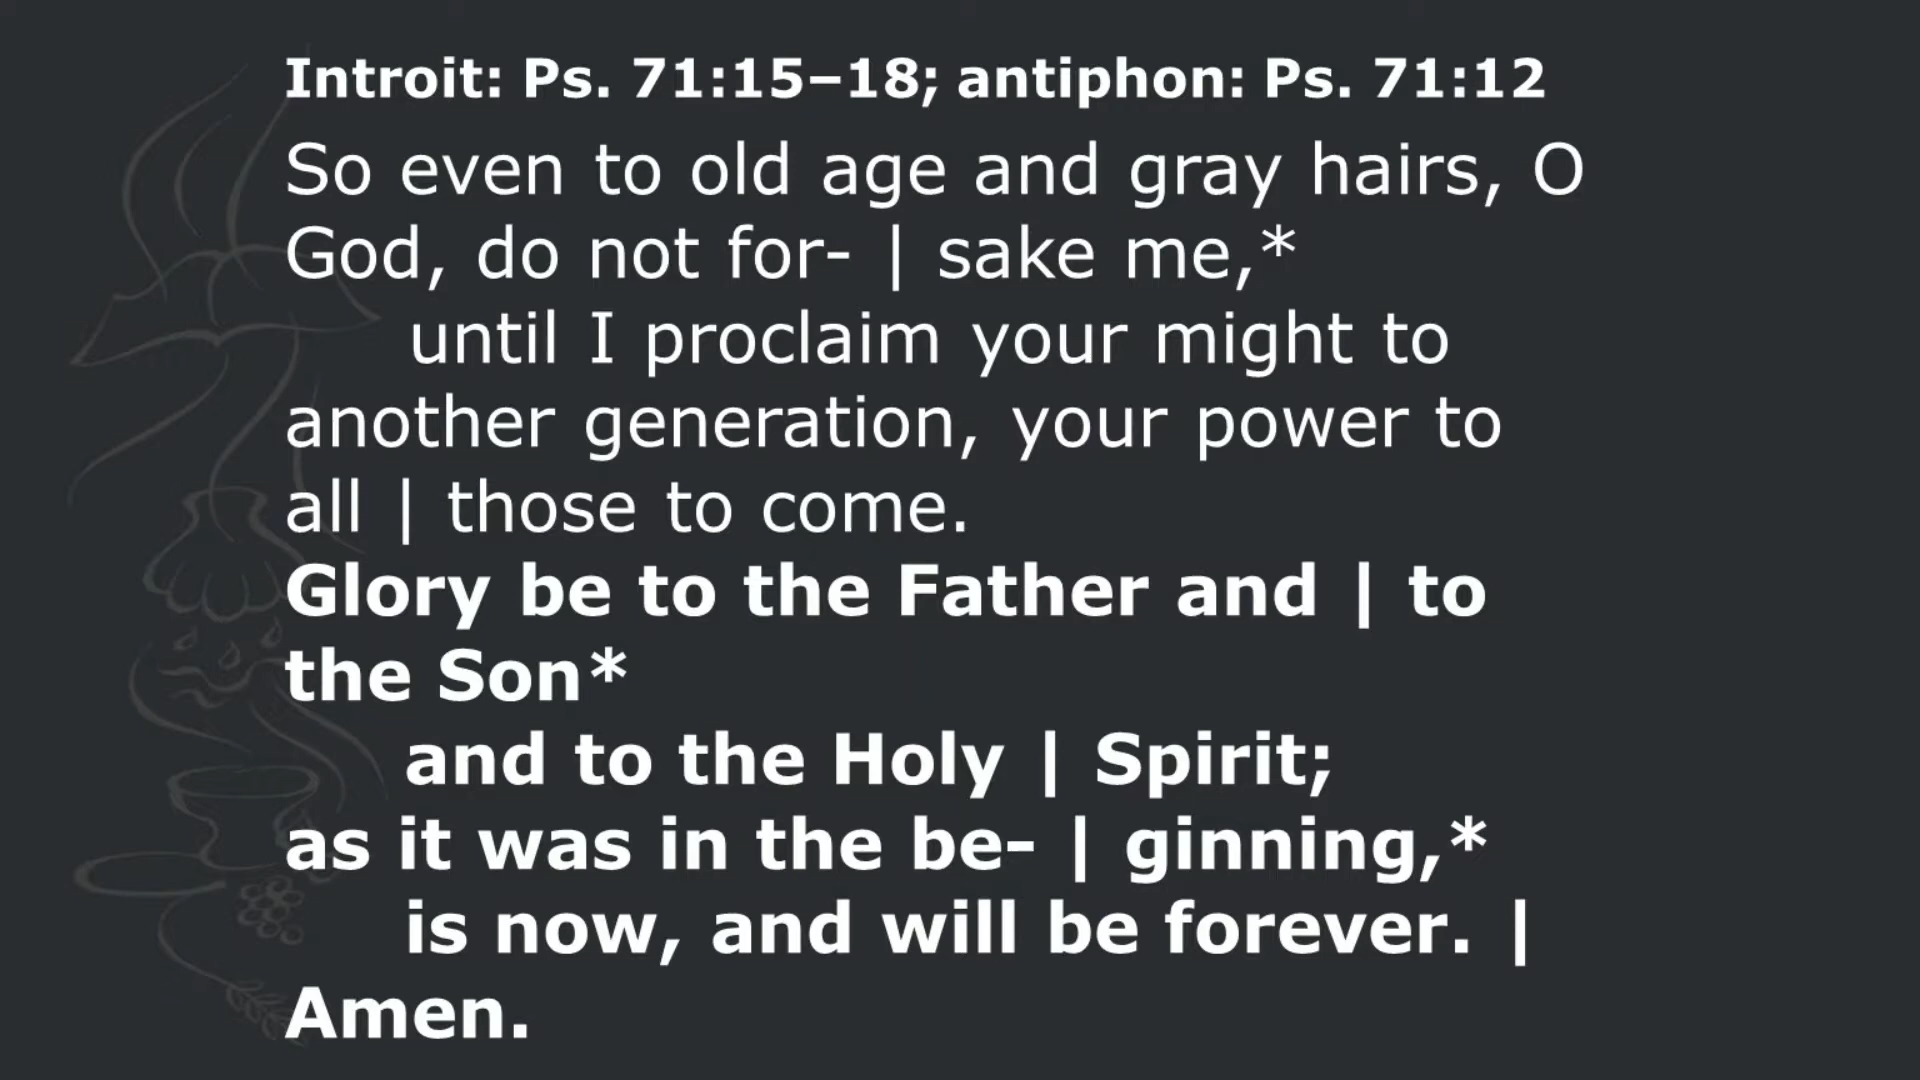 Introit: Ps. 71:15–18; antiphon: Ps. 71:12
So even to old age and gray hairs, O
God, do not for- | sake me,*
until I proclaim your might to
another generation, your power to
all | those to come.
Glory be to the Father and | to
the Son*
and to the Holy | Spirit;
as it was in the be- | ginning,*
is now, and will be forever. |
Amen.